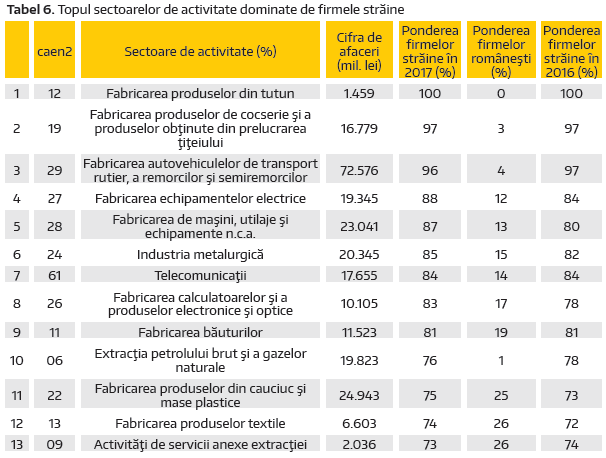 Tabel 6. Topul sectoarelor de activitate dominate de firmele străine
caen2 Sectoare de activitate (%) Cifra de afaceri (mil. lei) Ponderea firmelor străine în 2017 (%) Ponderea firmelor românești (%) Ponderea firmelor străine în 2016 (%)
1 12 Fabricarea produselor din tutun 1.459 100 0 100
2 19 Fabricarea produselor de cocserie şi a produselor obţinute din prelucrarea ţiţeiului 16.779 97 3 97
3 29 Fabricarea autovehiculelor de transport rutier, a remorcilor şi semiremorcilor 72.576 96 4 97
4 27 Fabricarea echipamentelor electrice 19.345 88 12 84
5 28 Fabricarea de maşini, utilaje şi echipamente n.c.a. 23.041 87 13 80
6 24 Industria metalurgică 20.345 85 15 82
7 61 Telecomunicaţii 17.655 84 14 84
8 26 Fabricarea calculatoarelor şi a produselor electronice şi optice 10.105 83 17 78
9 11 Fabricarea băuturilor 11.523 81 19 81
10 06 Extracţia petrolului brut şi a gazelor naturale 19.823 76 1 78
11 22 Fabricarea produselor din cauciuc şi mase plastice 24.943 75 25 73
12 13 Fabricarea produselor textile 6.603 74 26 72
13 09 Activităţi de servicii anexe extracţiei 2.036 73 26 74